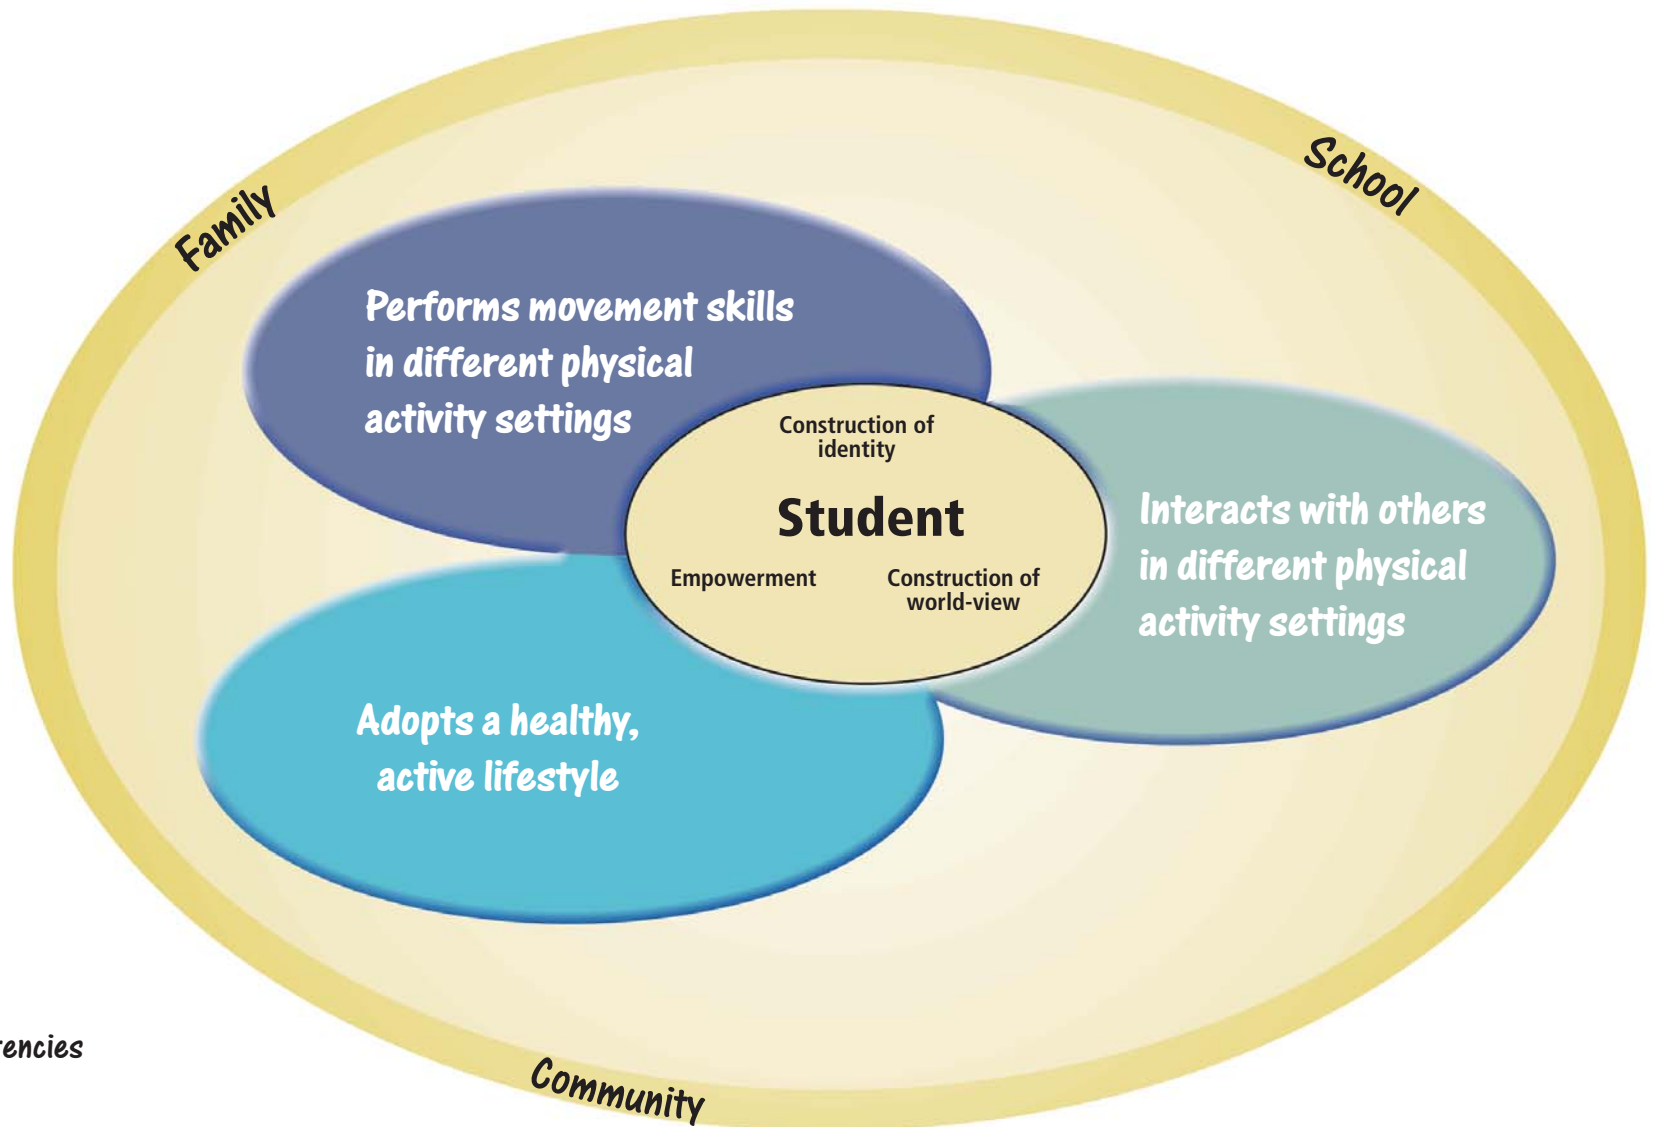 Family
School
Performs movement skills
in different physical
activity settings
Construction of
identity
Student
Empowerment
Construction of
world-view
Interacts with others
in different physical
activity settings
Adopts a healthy,
active lifestyle
tencies
Community